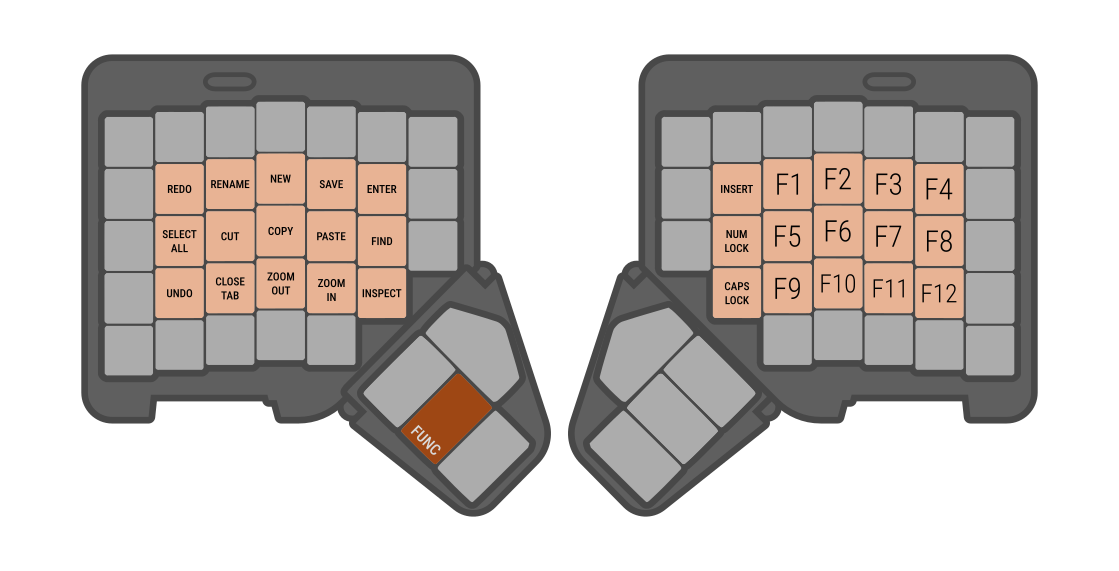 REDO
RENAME
NEW
SAVE
ENTER
SELECT
ALL
CUT
COPY
PASTE
FIND
UNDO
CLOSE
TAB
ZOOM
OUT
ZOOM
IN
INSPECT
FUNC
INSERT
F1
F2
F3
F4
NUM
LOCK
F5
F6
F7
F8
CAPS
LOCK
F9
F10
F11
F12